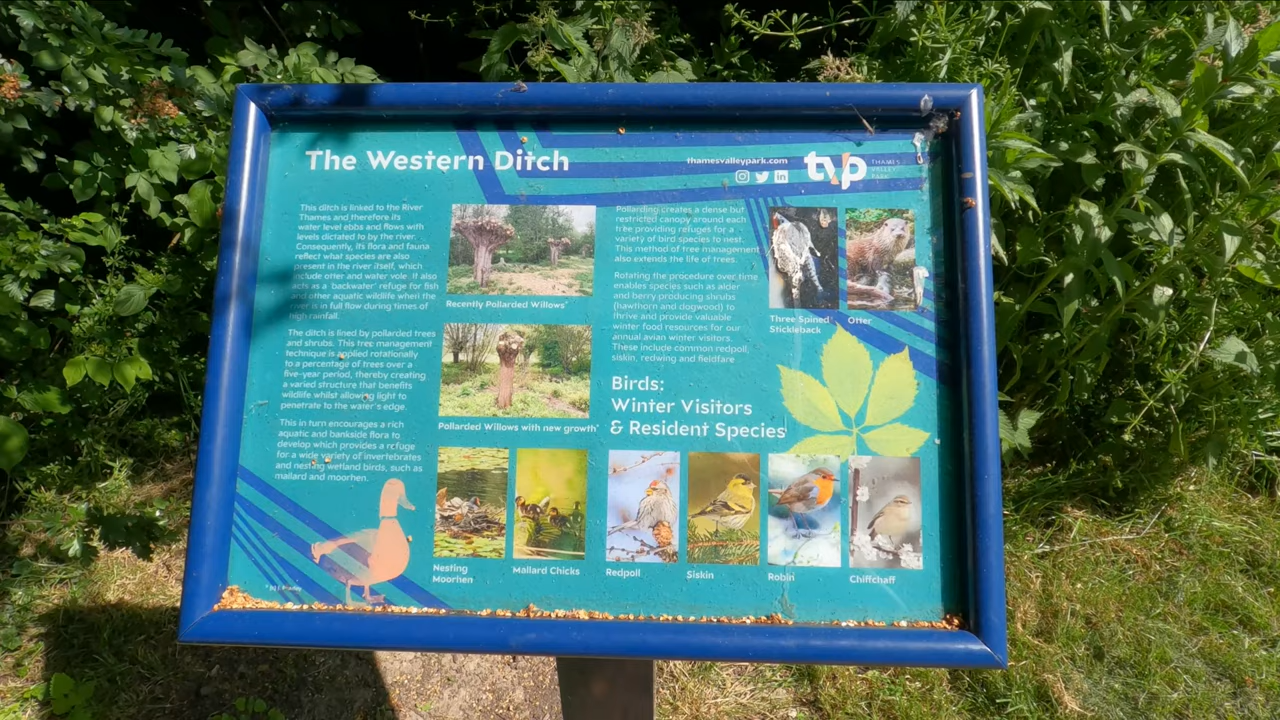 The Western Ditch
thamesvalleypark.com
tvp
THAMES
VALLEY
PARK
This ditch is linked to the River
Thames and therefore its
water level ebbs and flows with
levels dictated to by the river.
Consequently, its flora and fauna
reflect what species are also
present in the river itself, which
include otter and water vole. It also
acts as a 'backwater' refuge for fish
and other aquatic wildlife when the
river is in full flow during times of
high rainfall.
The ditch is lined by pollarded trees
and shrubs. This tree management
technique is applied rotationally
to a percentage of trees over a
five-year period, thereby creating
a varied structure that benefits
wildlife whilst allowing light to
penetrate to the water's edge.
This in turn encourages a rich
aquatic and bankside flora to
develop which provides a refuge
for a wide variety of invertebrates
and nesting wetland birds, such as
mallard and moorhen.
Recently Pollarded Willows*
Pollarded Willows with new growth*
Pollarding creates a dense but
restricted canopy around each
tree providing refuges for a
variety of bird species to nest.
This method of tree management
also extends the life of trees.
Rotating the procedure over time
enables species such as alder
and berry producing shrubs
(hawthorn and dogwood) to
thrive and provide valuable
winter food resources for our
annual avian winter visitors.
These include common redpoll,
siskin, redwing and fieldfare
Three Spined
Stickleback
Otter
Birds:
Winter Visitors
& Resident Species
Nesting
Moorhen
Mallard Chicks
Redpoll
Siskin
Robin
Chiffchaff